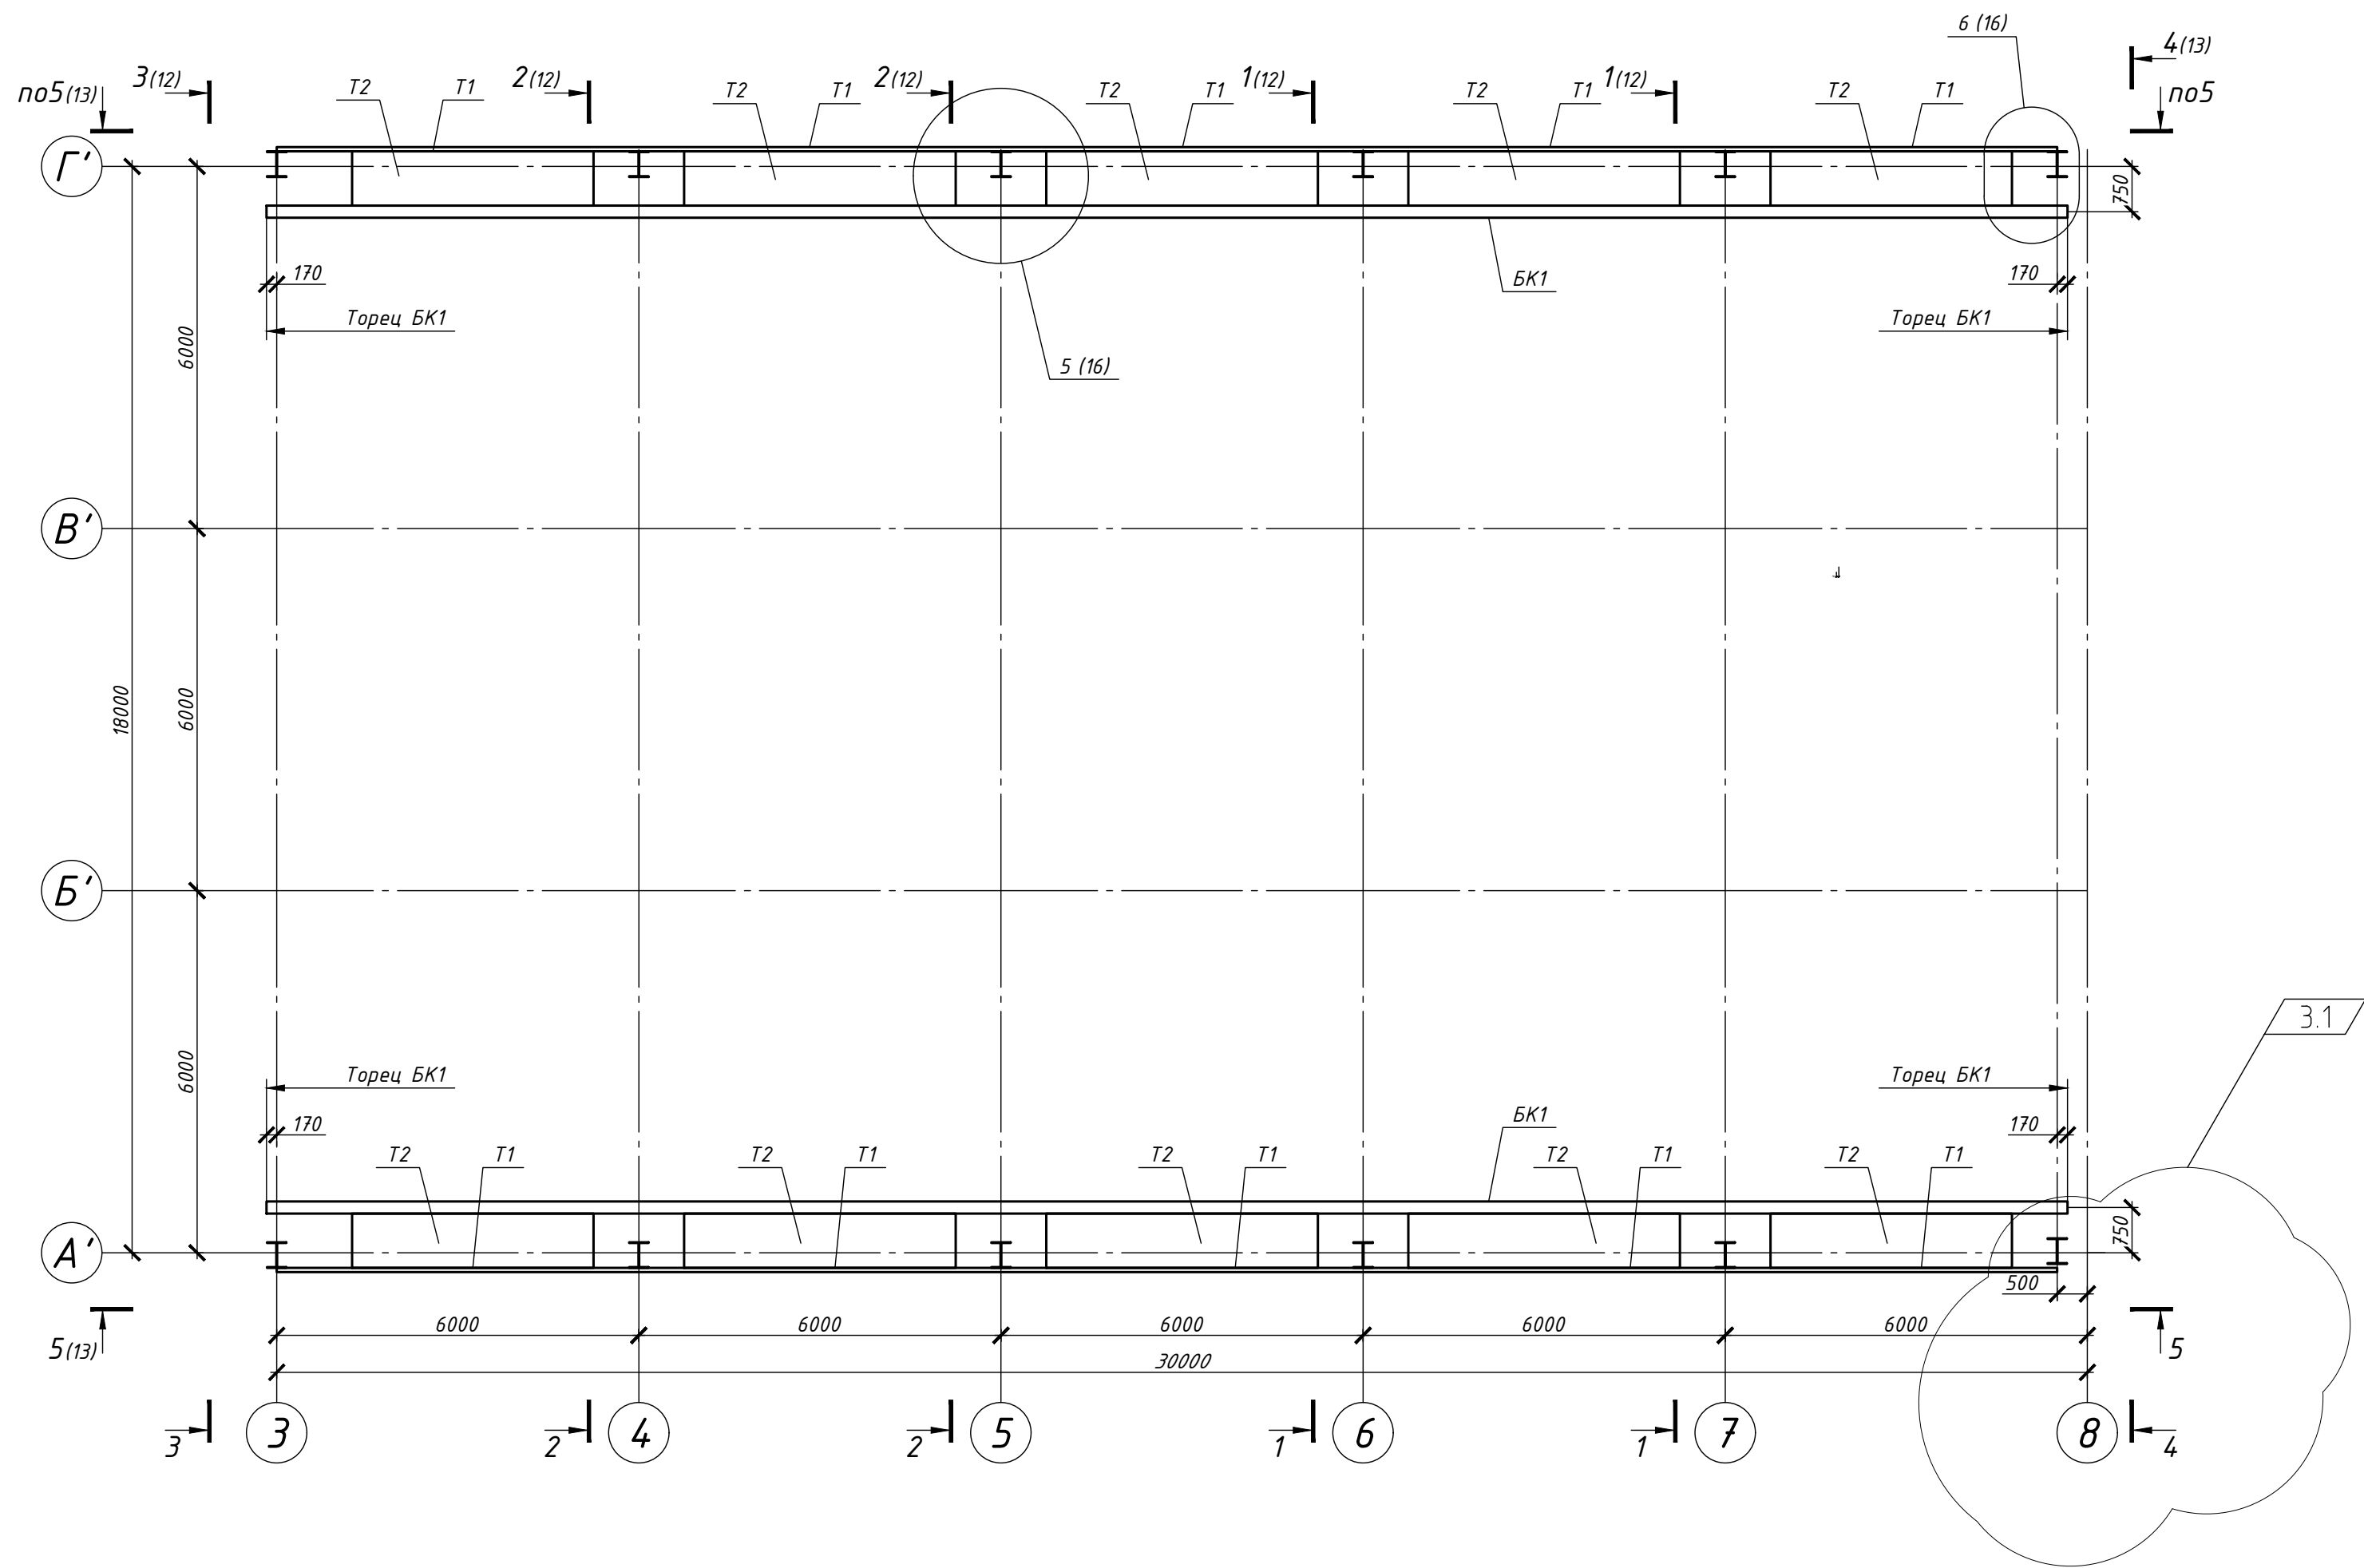 6 (16)
4(13)
3(12)
2(12)
2(12)
1(12)
1(12)
по5(13)
по5
Т2
Т1
Т2
Т1
Т2
Т1
Т2
Т1
Т2
Т1
Г'
750
170
БК1
170
Торец БК1
Торец БК1
6000
5 (16)
В'
6000
18000
Б'
3.1
6000
Торец БК1
Торец БК1
170
БК1
170
Т2
Т1
Т2
Т1
Т2
Т1
Т2
Т1
Т2
Т1
А'
750
500
5(13)
6000
6000
6000
6000
6000
5
30000
3
3
2
4
2
5
1
6
1
7
8
4